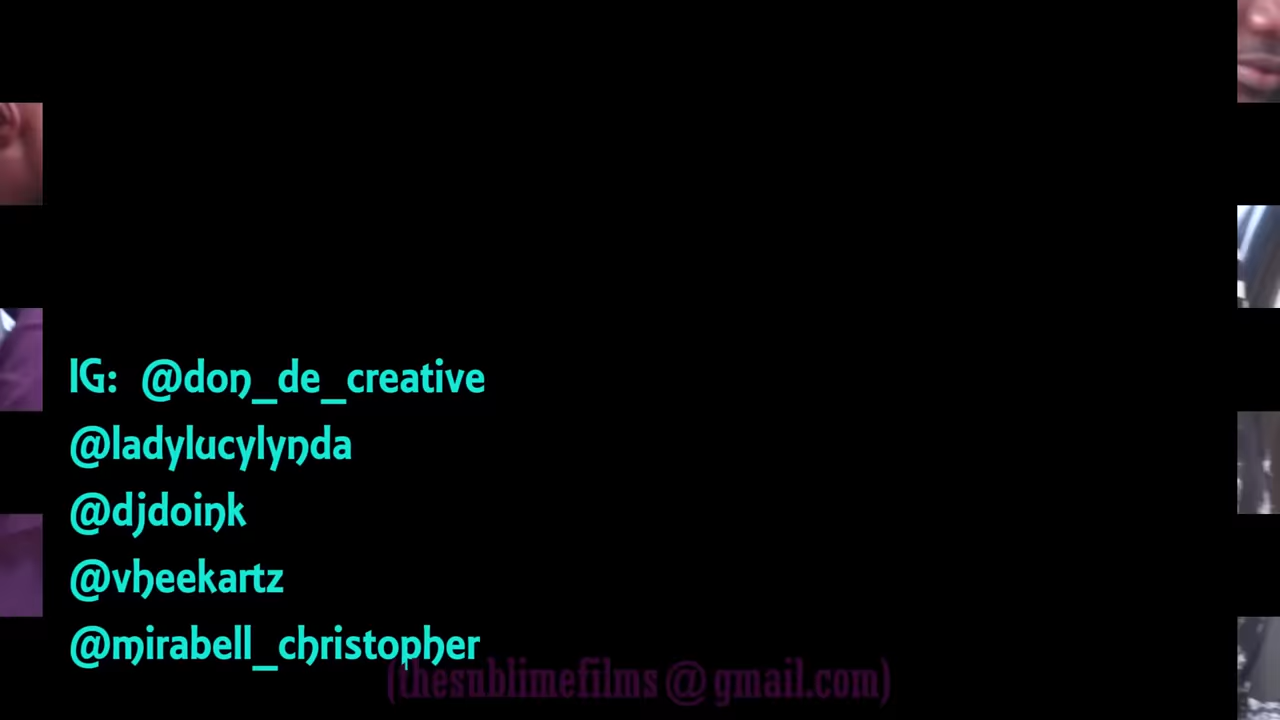 IG: @don_de_creative
@ladylucylynda
@djdoink
@vheekartz
@mirabell_christopher
(thesublimefilms@gmail.com)